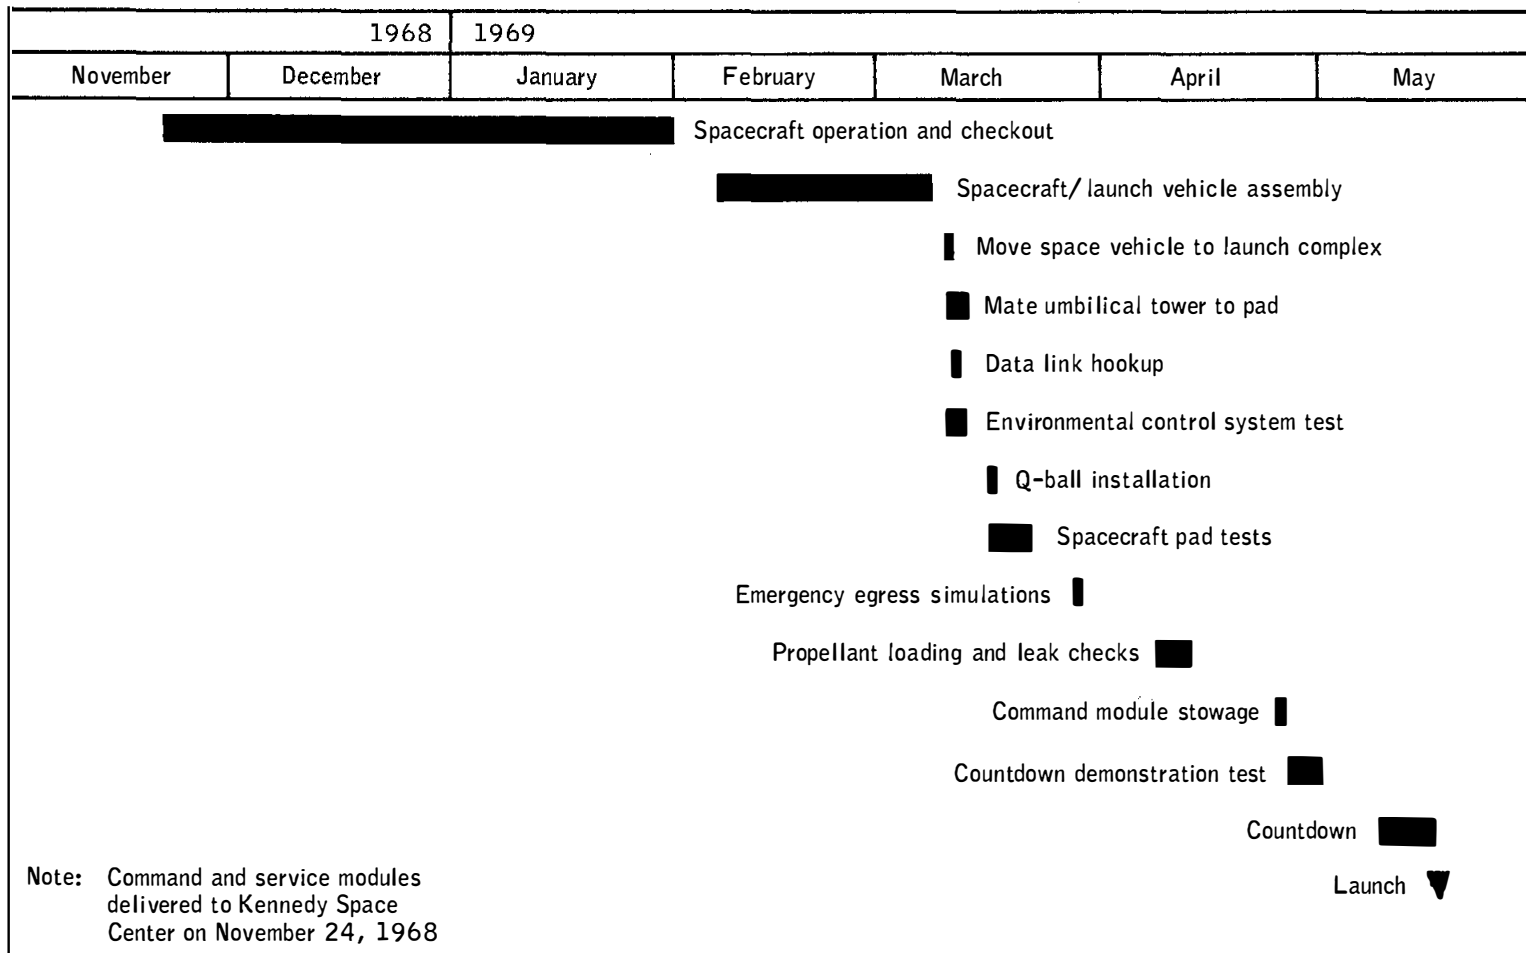 1968 1969
November December January February March April May
Spacecraft operation and checkout
Spacecraft/launch vehicle assembly
Move space vehicle to launch complex
Mate umbilical tower to pad
Data link hookup
Environmental control system test
Q-ball installation
Spacecraft pad tests
Emergency egress simulations
Propellant loading and leak checks
Command module stowage
Countdown demonstration test
Countdown
Launch
Note: Command and service modules
delivered to Kennedy Space
Center on November 24, 1968